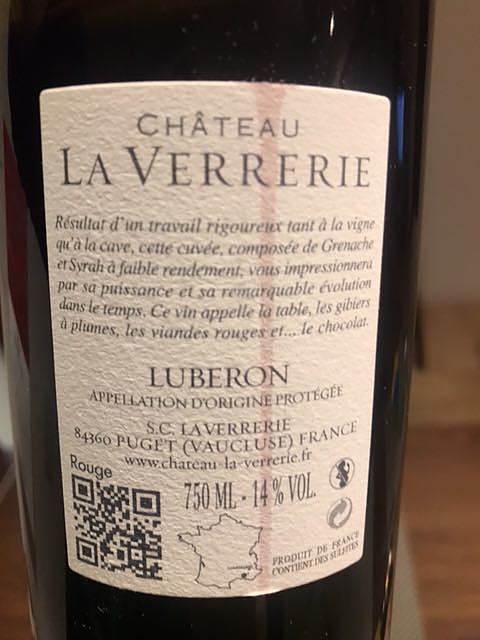 CHÂTEAU
LA VERRERIE
Résultat d'un travail rigoureux tant à la vigne
qu'à la cave, cette cuvée, composée de Grenache
et Syrah à faible rendement, vous impressionnera
par sa puissance et sa remarquable évolution
dans le temps. Ce vin appelle la table, les gibiers
à plumes, les viandes rouges et... le chocolat.
LUBERON
APPELLATION D'ORIGINE PROTÉGÉE
S.C. LA VERRERIE
84360 PUGET (VAUCLUSE) FRANCE
www.chateau-la-verrerie.fr
Rouge
750 ML - 14 % VOL.
PRODUIT DE FRANCE
CONTIENT DES SULFITES